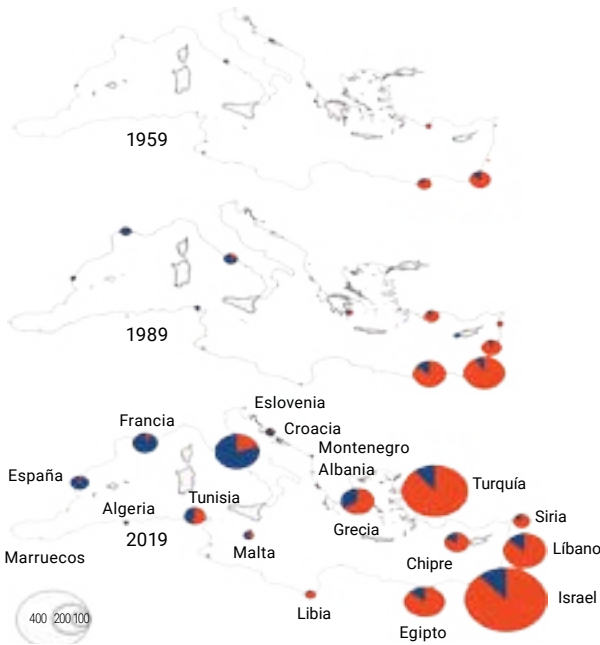 1959
1989
Eslovenia
Francia
Croacia
Montenegro
Albania
España
Turquía
Tunisia
Algeria
Siria
Grecia
2019
Malta
Líbano
Marruecos
Chipre
Israel
Libia
400 200 100
Egipto